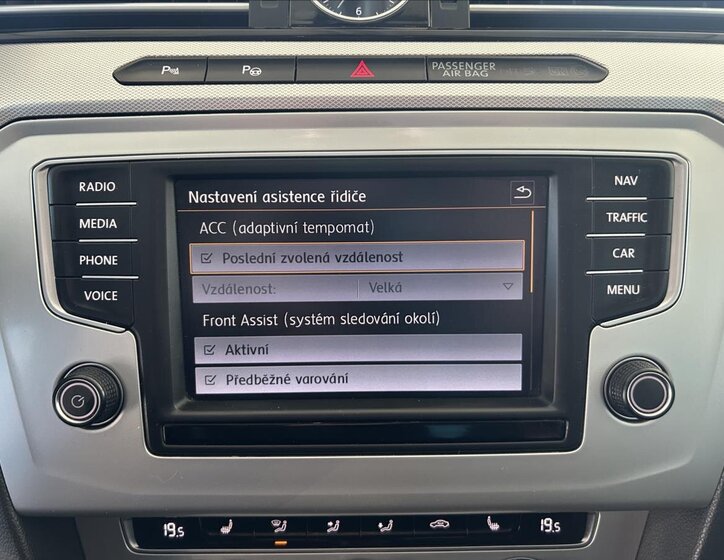 6
P P PASSENGER
AIR BAG
RADIO
MEDIA
PHONE
VOICE
Nastavení asistence řidiče
ACC (adaptivní tempomat)
Poslední zvolená vzdálenost
Vzdálenost: Velká
Front Assist (systém sledování okolí)
Aktivní
Předběžné varování
NAV
TRAFFIC
CAR
MENU
19.5 19.5